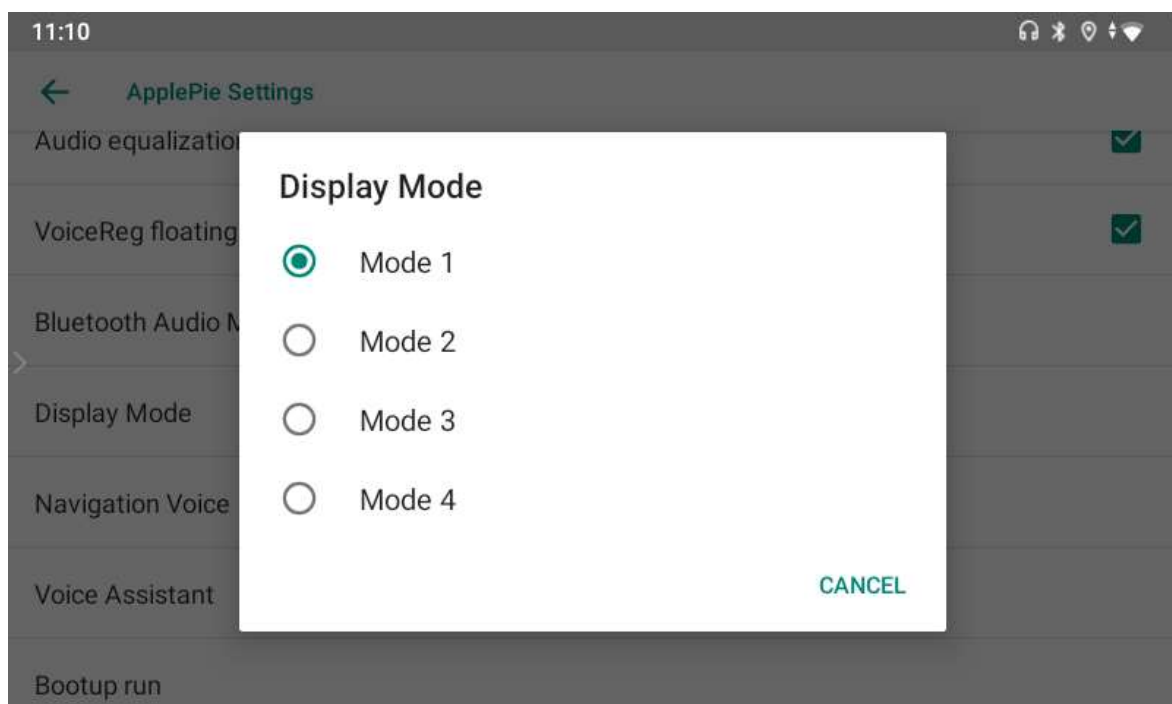 11:10
ApplePie Settings
Audio equalization
VoiceReg floating
Bluetooth Audio M
Display Mode
Navigation Voice
Voice Assistant
Bootup run
Display Mode
Mode 1
Mode 2
Mode 3
Mode 4
CANCEL